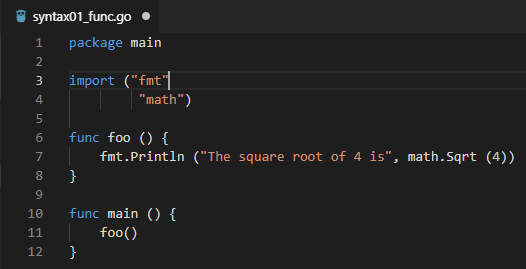 syntax01_func.go
1 package main
2
3 import ("fmt"
4 "math")
5
6 func foo () {
7 fmt.Println ("The square root of 4 is", math.Sqrt (4))
8 }
9
10 func main () {
11 foo()
12 }